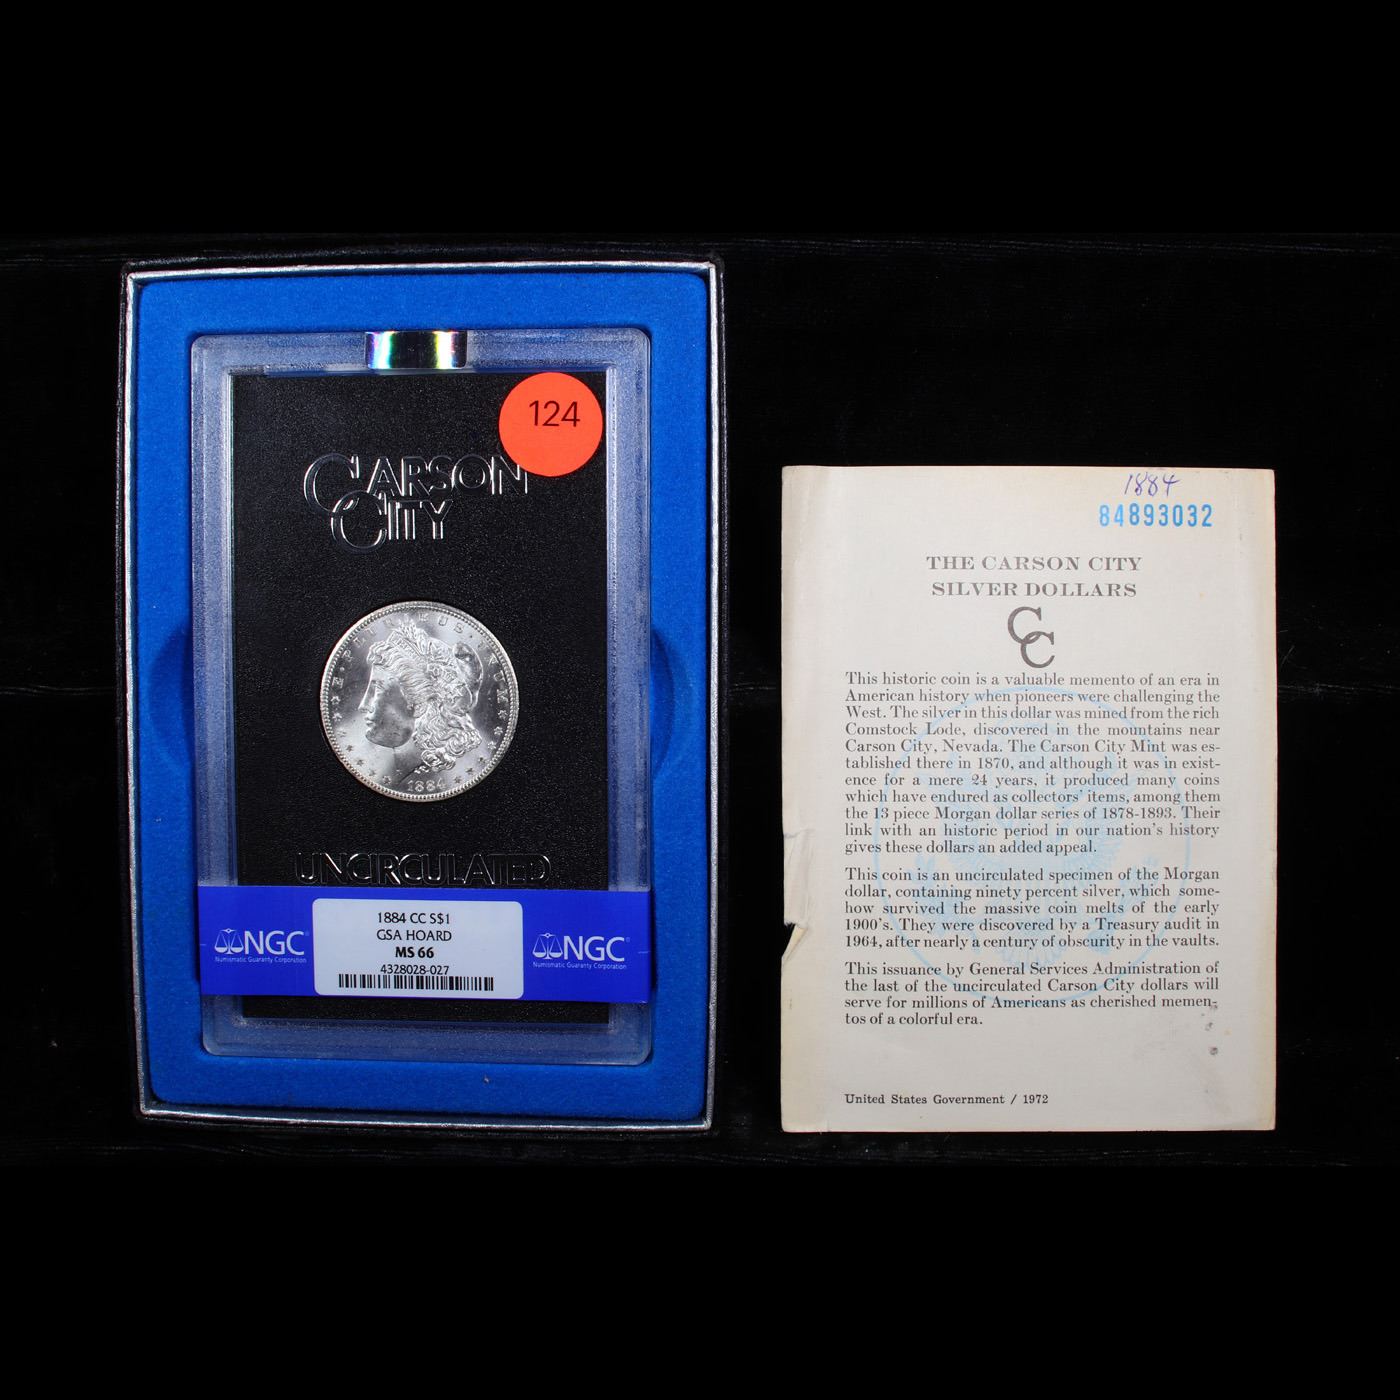 124
CARSON
CITY
E PLURIBUS UNUM
1884
UNCIRCULATED
NGC
Numismatic Guaranty Corporation
1884 CC S$1
GSA HOARD
MS 66
4328028-027
NGC
Numismatic Guaranty Corporation
1884
84893032
THE CARSON CITY
SILVER DOLLARS
CC
This historic coin is a valuable memento of an era in
American history when pioneers were challenging the
West. The silver in this dollar was mined from the rich
Comstock Lode, discovered in the mountains near
Carson City, Nevada. The Carson City Mint was es-
tablished there in 1870, and although it was in exist-
ence for a mere 24 years, it produced many coins
which have endured as collectors' items, among them
the 13 piece Morgan dollar series of 1878-1893. Their
link with an historic period in our nation's history
gives these dollars an added appeal.
This coin is an uncirculated specimen of the Morgan
dollar, containing ninety percent silver, which some-
how survived the massive coin melts of the early
1900's. They were discovered by a Treasury audit in
1964, after nearly a century of obscurity in the vaults.
This issuance by General Services Administration of
the last of the uncirculated Carson City dollars will
serve for millions of Americans as cherished memen-
tos of a colorful era.
United States Government / 1972